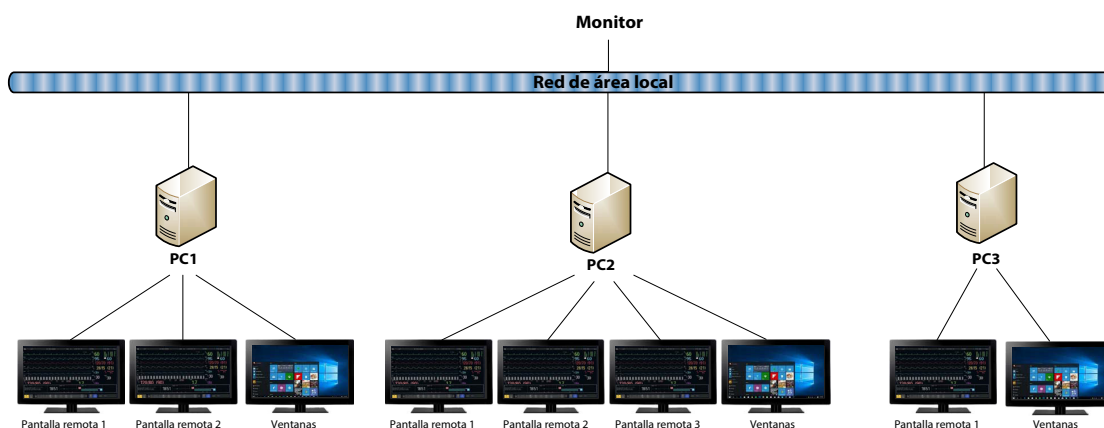 Monitor
Red de área local
PC1
PC2
PC3
Pantalla remota 1
Pantalla remota 2
Ventanas
Pantalla remota 1
Pantalla remota 2
Pantalla remota 3
Ventanas
Pantalla remota 1
Ventanas